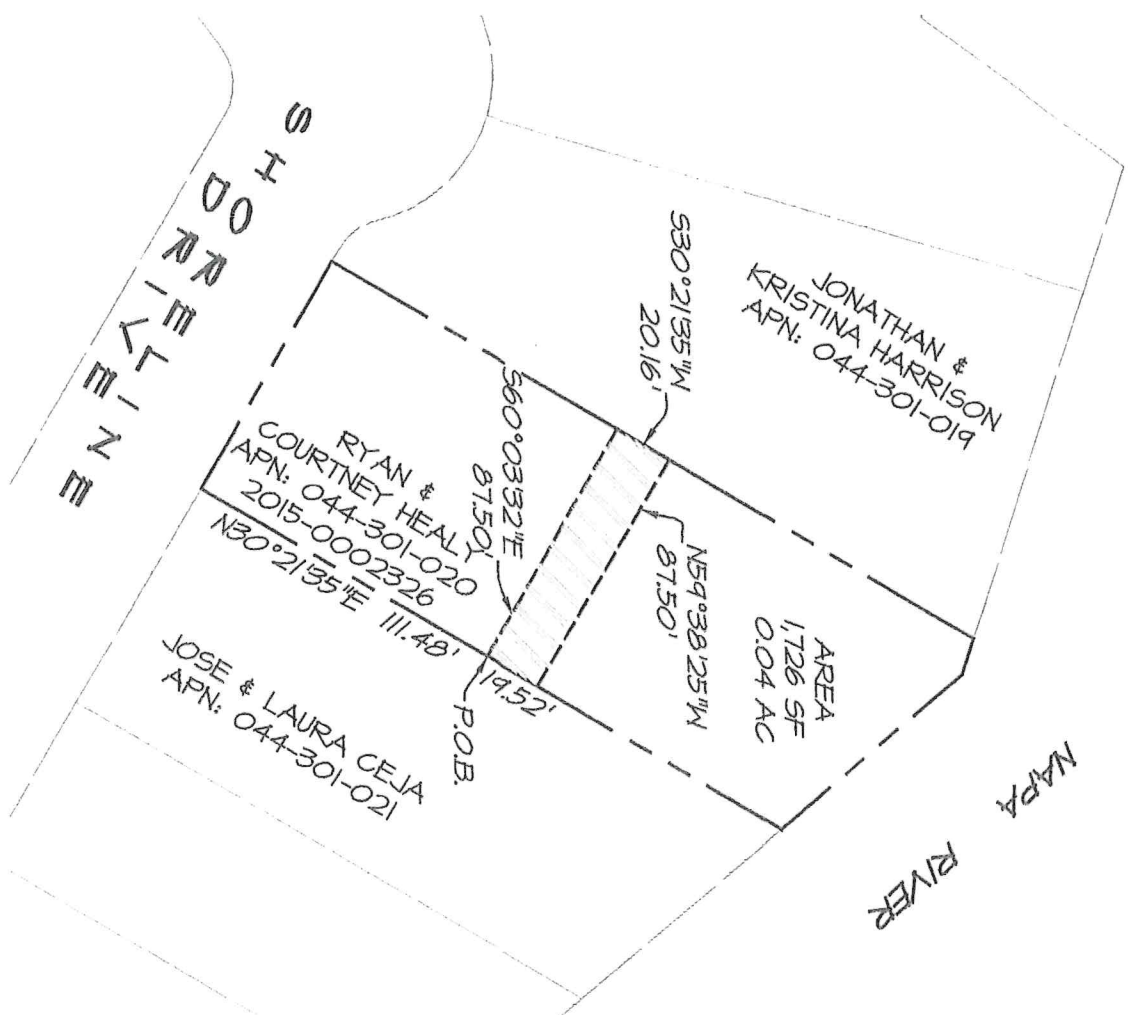 SHORELINE
DRIVE
JONATHAN &
KRISTINA HARRISON
APN: 044-301-019
S30°21'35"W
20.16'
S60°03'32"E
87.50'
RYAN &
COURTNEY HEALY
APN: 044-301-020
2015-0002326
N59°38'25"W
87.50'
AREA
1,726 SF
0.04 AC
N30°21'35"E 111.48'
19.52'
P.O.B.
JOSE & LAURA CEJA
APN: 044-301-021
NAPA
RIVER